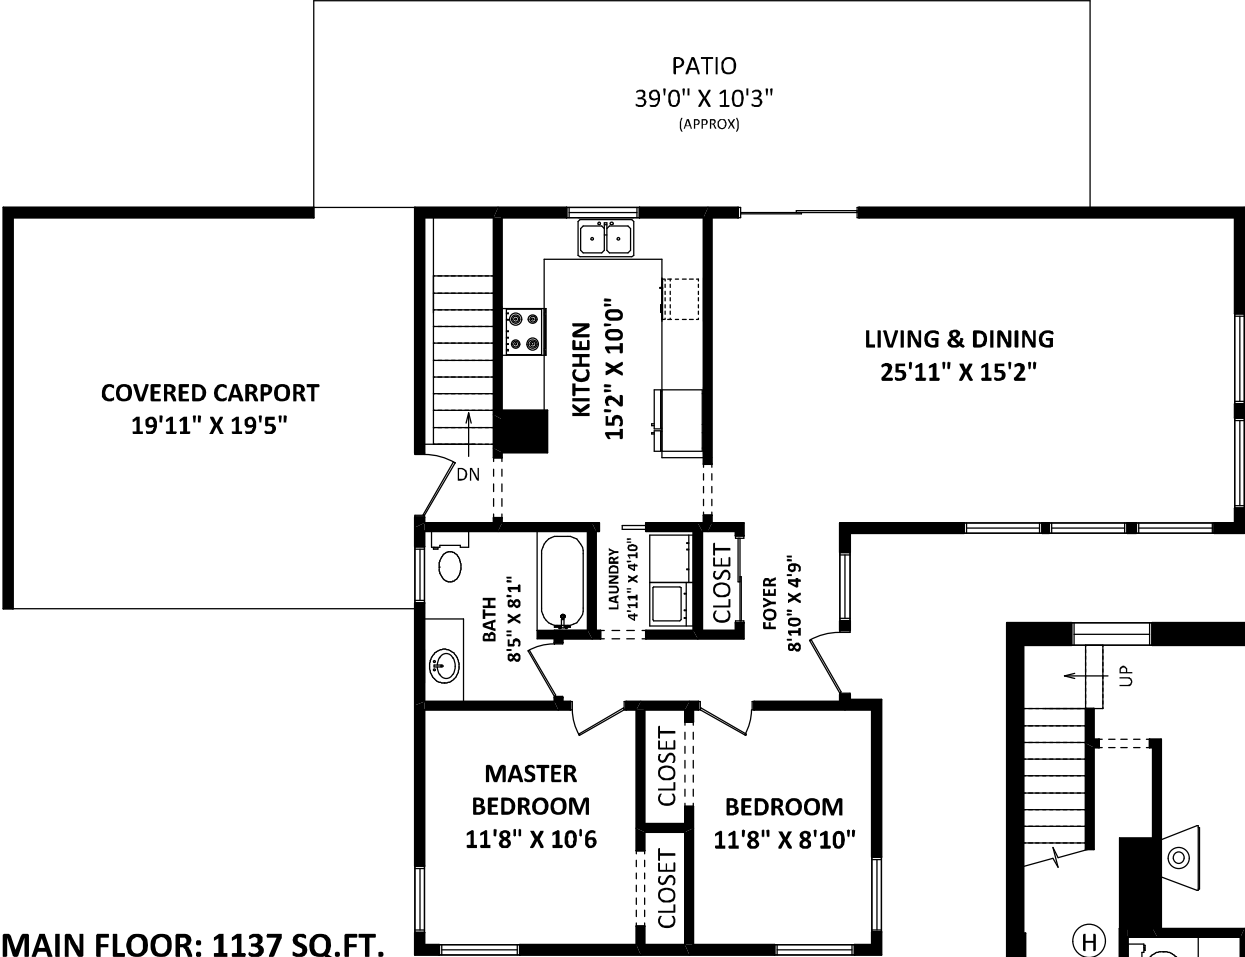 PATIO
39'0" X 10'3"
(APPROX)
COVERED CARPORT
19'11" X 19'5"
KITCHEN
15'2" X 10'0"
LIVING & DINING
25'11" X 15'2"
DN
BATH
8'5" X 8'1"
LAUNDRY
4'11" X 4'10"
CLOSET
FOYER
8'10" X 4'9"
UP
MASTER
BEDROOM
11'8" X 10'6
CLOSET
CLOSET
BEDROOM
11'8" X 8'10"
H
MAIN FLOOR: 1137 SQ.FT.